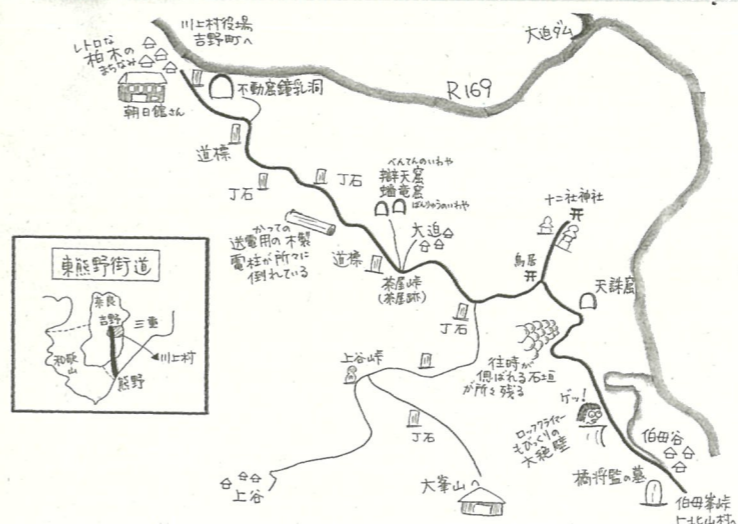 川上村役場
吉野町へ
大迫ダム
レトロな
柏木の
まちなみ
朝日館さん
不動窟鐘乳洞
R169
道標
丁石
丁石
べんてんのいわや
辯天窟
蟠竜窟
ばんりゅうのいわや
大迫
十二社神社
鳥居
天誅窟
かつての
送電用の木製
電柱が所々に
倒れている
道標
茶屋峠
(茶屋跡)
丁石
東熊野街道
奈良
吉野
三重
和歌
山
川上村
熊野
上谷峠
丁石
往時が
偲ばれる石垣
が所々残る
ゲッ!
ロッククライマー
もびっくりの
大絶壁
伯母谷
橘将監の墓
上谷
大峯山へ
伯母峯峠
上北山村へ